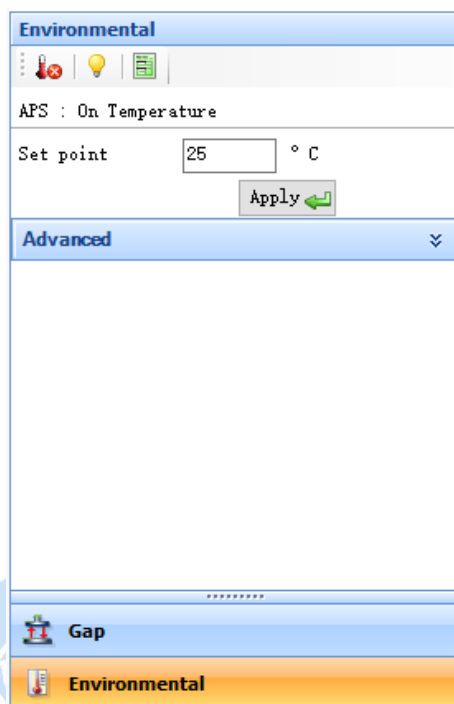 Environmental
APS : On Temperature
Set point 25 ° C
Apply
Advanced
Gap
Environmental